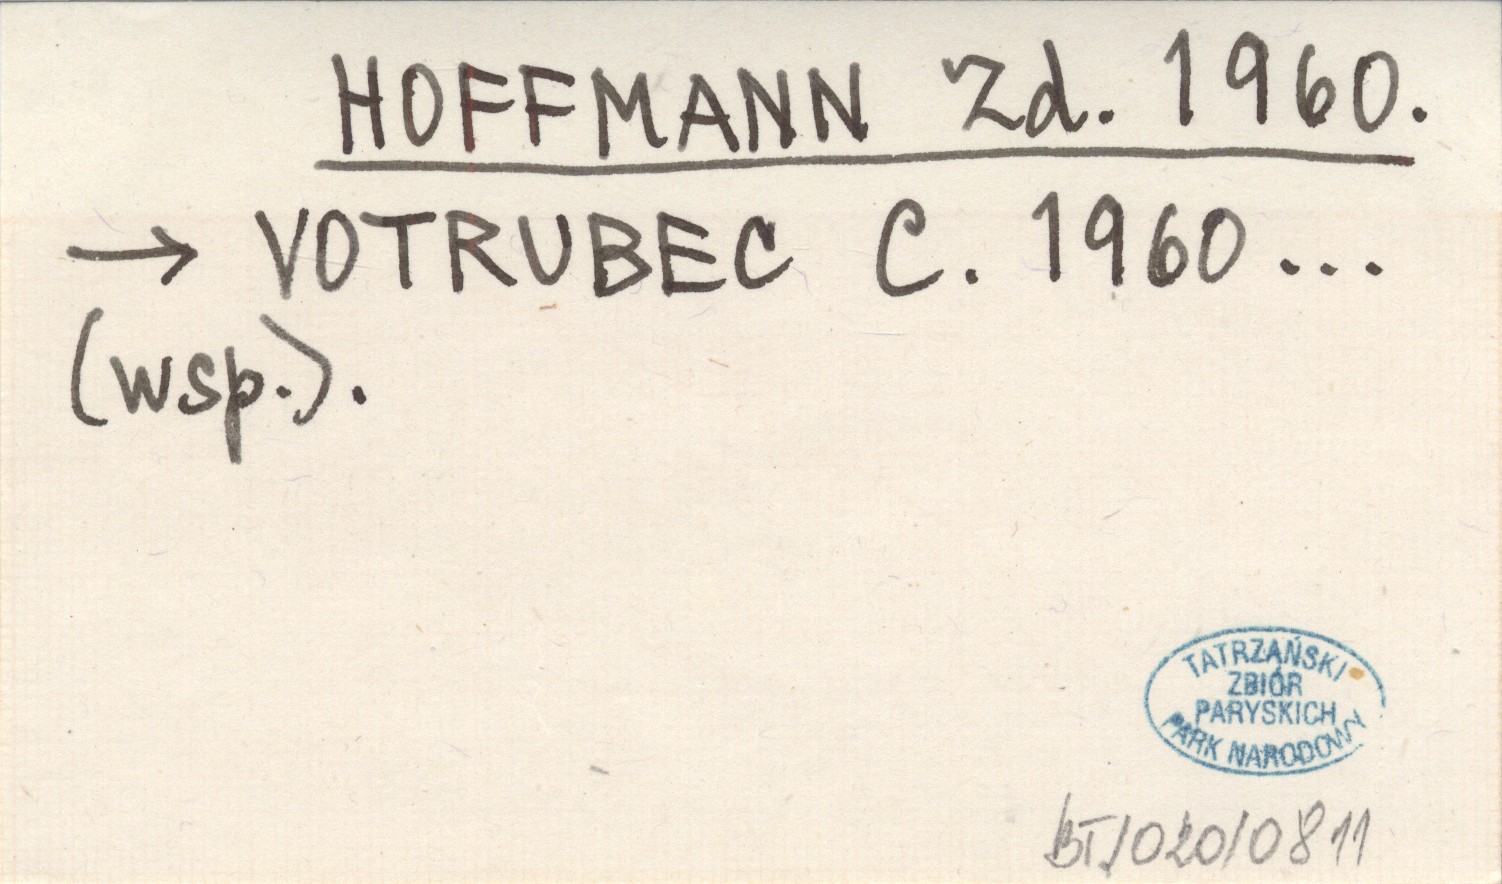 HOFFMANN Zd. 1960.
→ VOTRUBEC C. 1960...
(wsp.).
TATRZAŃSKI
ZBIÓR
PARYSKICH
PARK NARODOWY
BT/020/0811